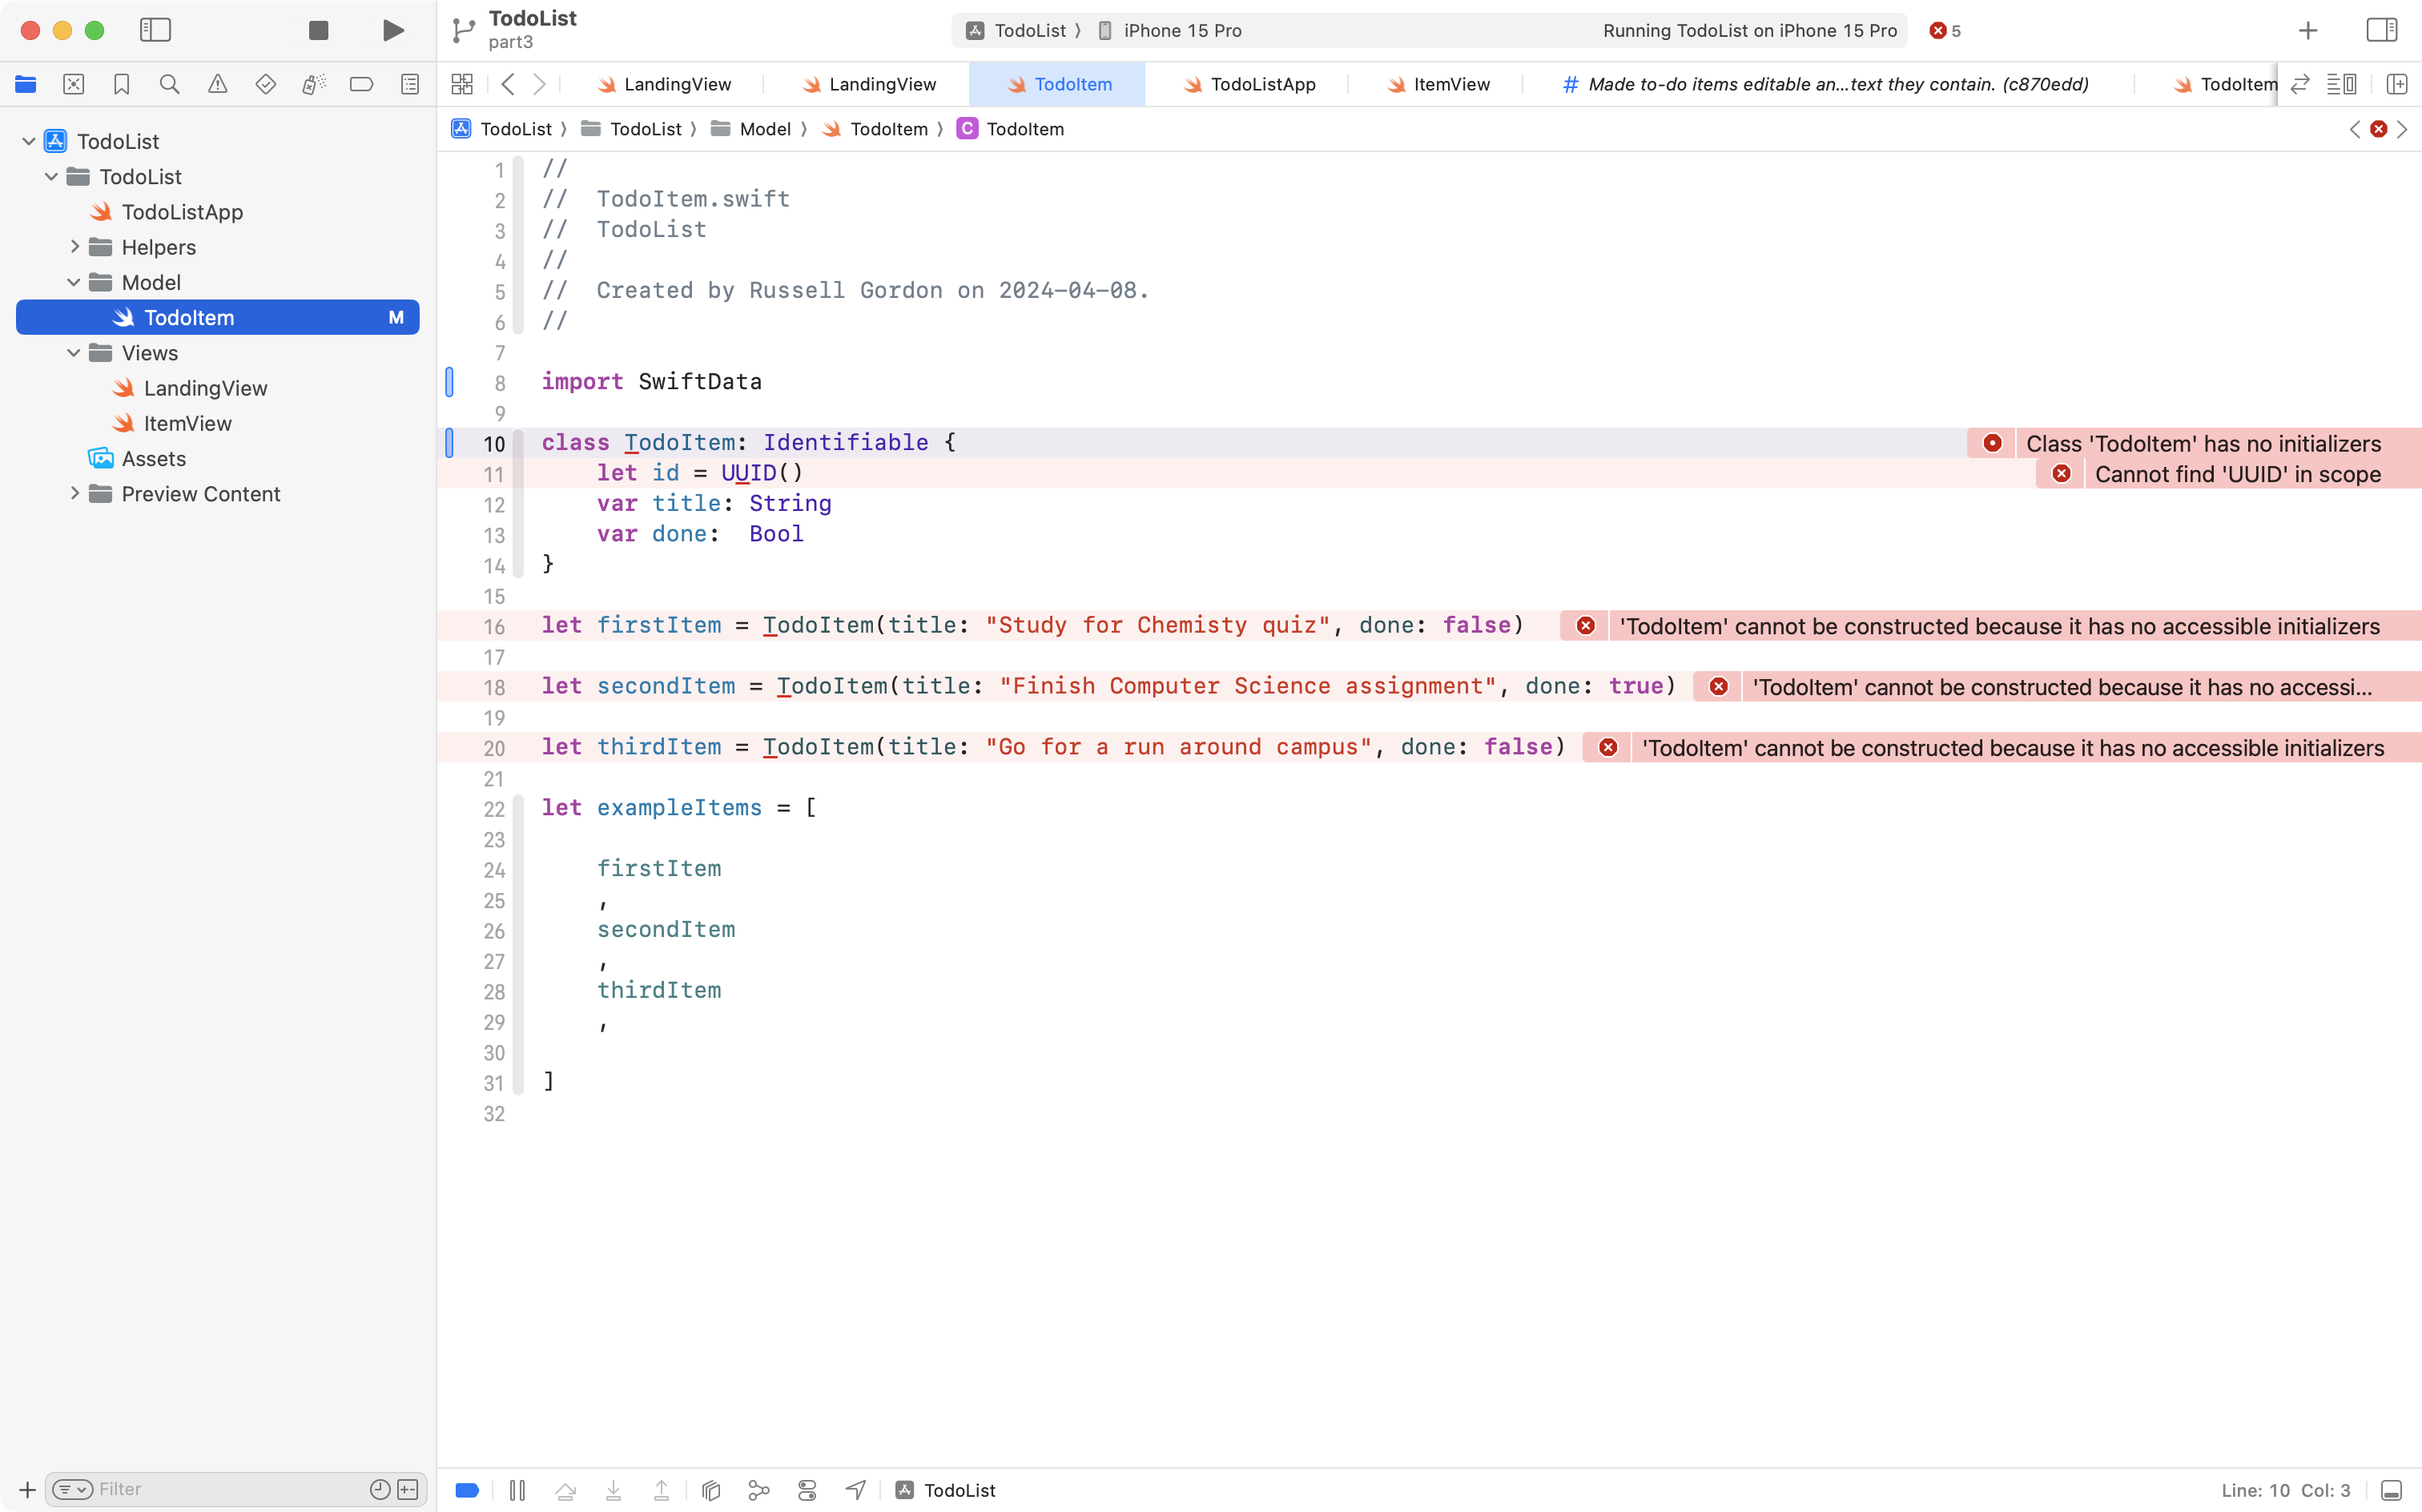 TodoList
part3
TodoList
iPhone 15 Pro
Running TodoList on iPhone 15 Pro
5
LandingView
LandingView
TodoItem
TodoListApp
ItemView
# Made to-do items editable an...text they contain. (c870edd)
TodoItem
TodoList
TodoList
Model
TodoItem
C TodoItem
TodoList
TodoList
TodoListApp
Helpers
Model
TodoItem M
Views
LandingView
ItemView
Assets
Preview Content
1 //
2 //  TodoItem.swift
3 //  TodoList
4 //
5 //  Created by Russell Gordon on 2024-04-08.
6 //
7
8 import SwiftData
9
10 class TodoItem: Identifiable { Class 'TodoItem' has no initializers
11     let id = UUID() Cannot find 'UUID' in scope
12     var title: String
13     var done:  Bool
14 }
15
16 let firstItem = TodoItem(title: "Study for Chemisty quiz", done: false) 'TodoItem' cannot be constructed because it has no accessible initializers
17
18 let secondItem = TodoItem(title: "Finish Computer Science assignment", done: true) 'TodoItem' cannot be constructed because it has no accessi...
19
20 let thirdItem = TodoItem(title: "Go for a run around campus", done: false) 'TodoItem' cannot be constructed because it has no accessible initializers
21
22 let exampleItems = [
23
24     firstItem
25     ,
26     secondItem
27     ,
28     thirdItem
29     ,
30
31 ]
32
Filter
TodoList
Line: 10 Col: 3